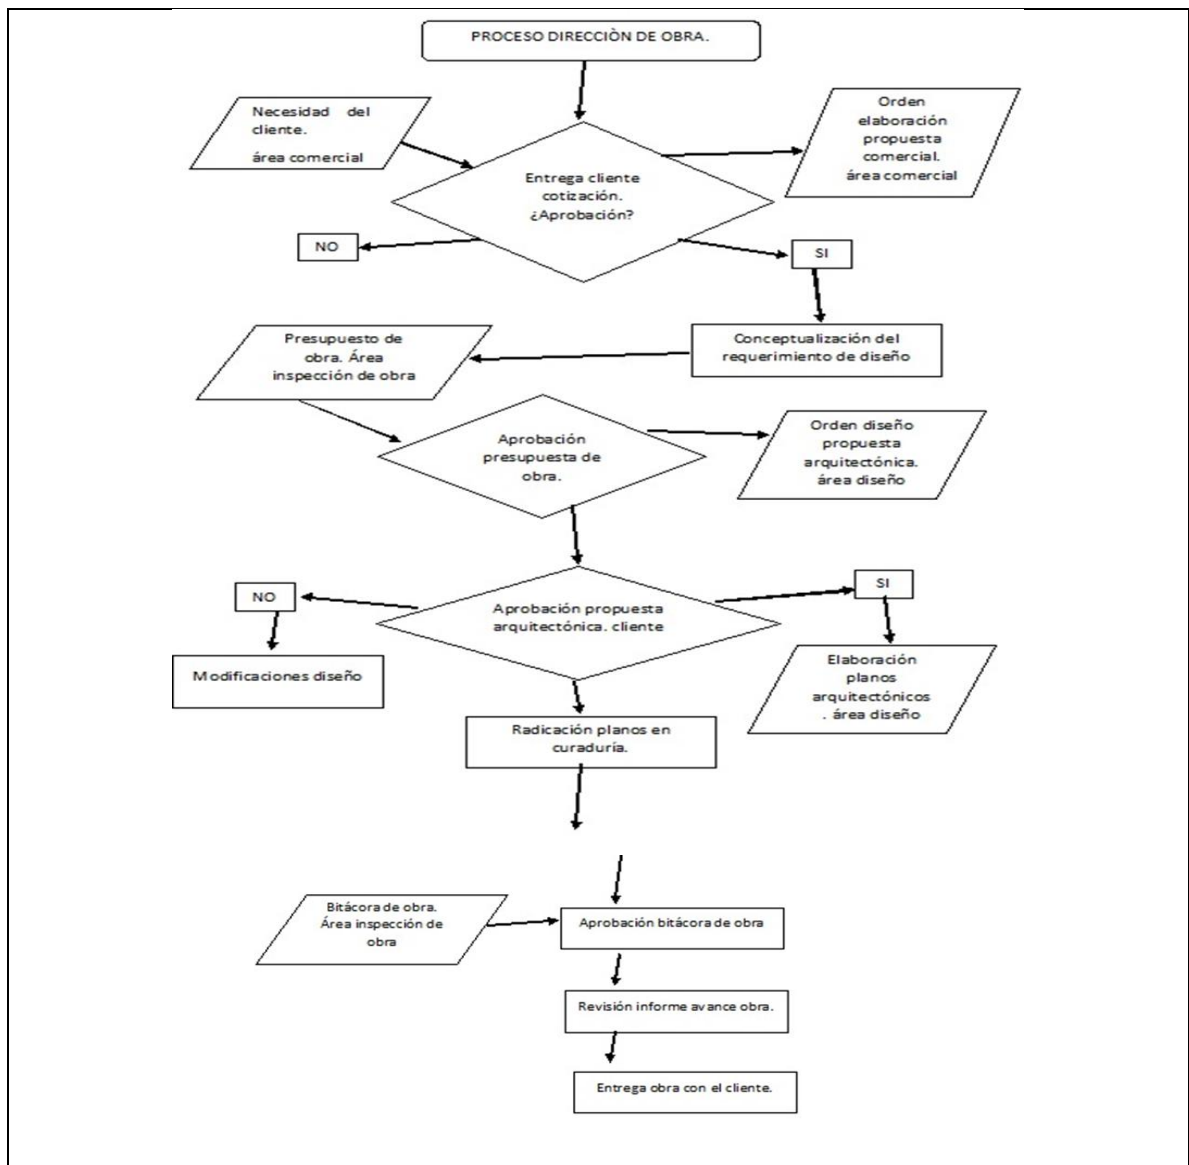 PROCESO DIRECCIÒN DE OBRA.
Necesidad del
cliente.
área comercial
Orden
elaboración
propuesta
comercial.
área comercial
Entrega cliente
cotización.
¿Aprobación?
NO
SI
Presupuesto de
obra. Área
inspección de obra
Conceptualización del
requerimiento de diseño
Aprobación
presupuesta de
obra.
Orden diseño
propuesta
arquitectónica.
área diseño
NO
Aprobación propuesta
arquitectónica. cliente
SI
Modificaciones diseño
Elaboración
planos
arquitectónicos
. área diseño
Radicación planos en
curaduría.
Bitácora de obra.
Área inspección de
obra
Aprobación bitácora de obra
Revisión informe avance obra.
Entrega obra con el cliente.